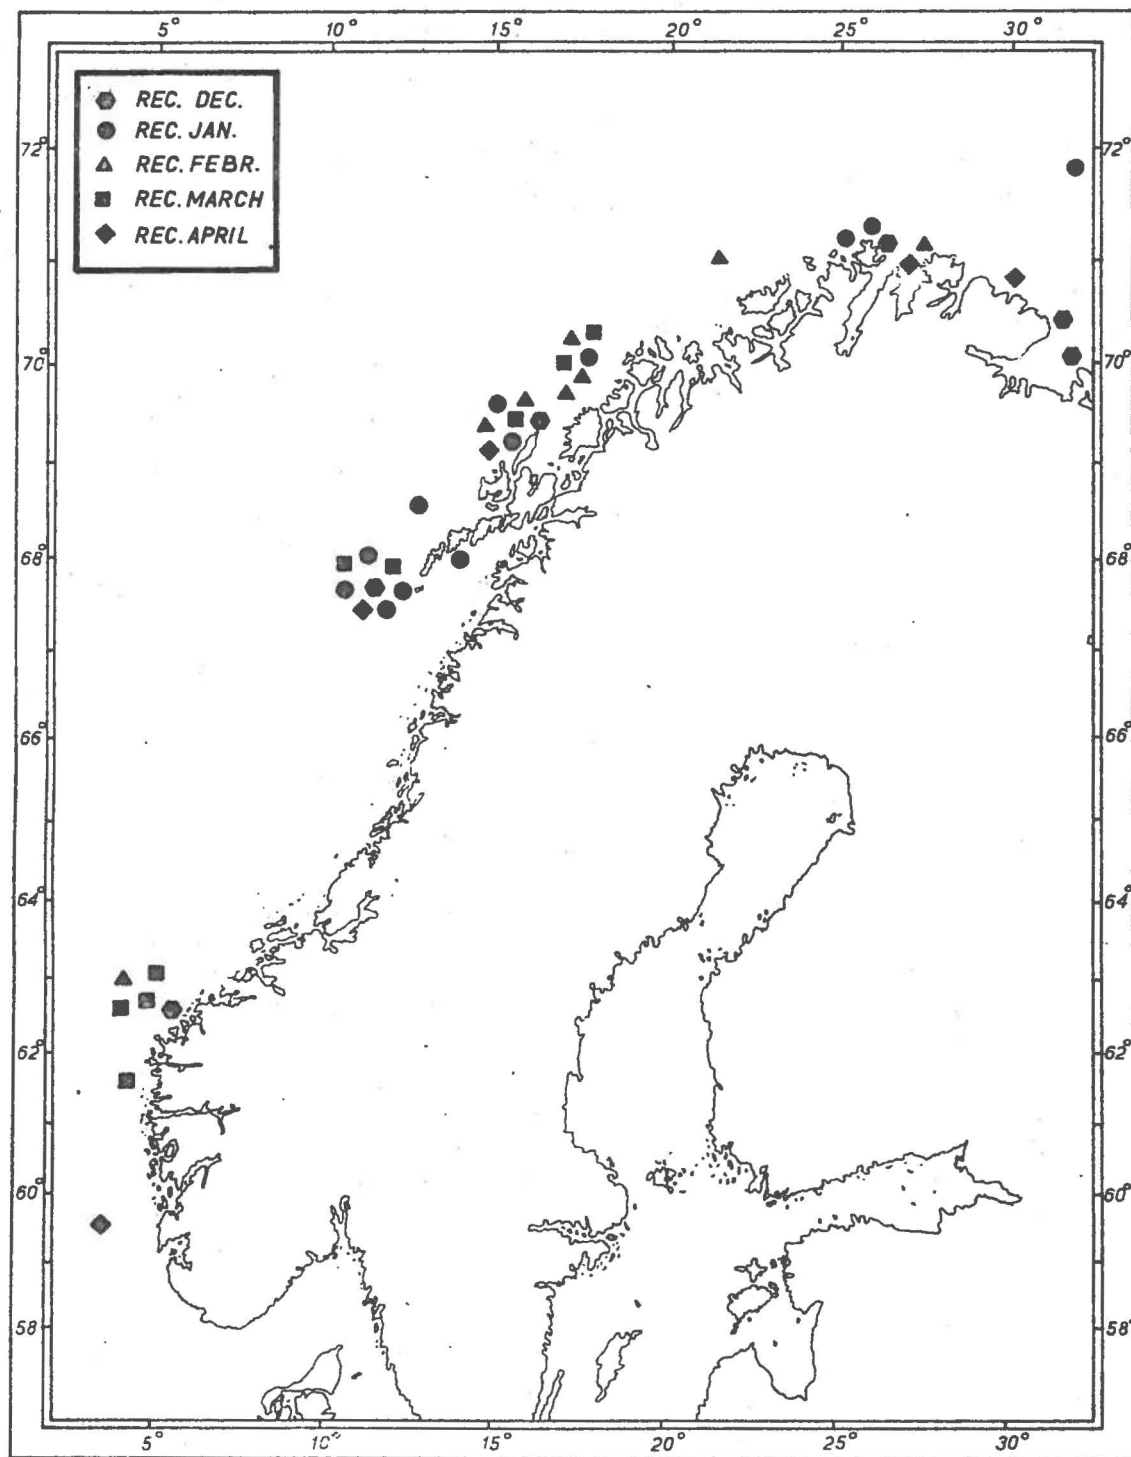 5° 10° 15° 20° 25° 30°
REC. DEC.
REC. JAN.
REC. FEBR.
REC. MARCH
REC. APRIL
72° 72°
70° 70°
68° 68°
66° 66°
64° 64°
62° 62°
60° 60°
58° 58°
5° 10° 15° 20° 25° 30°